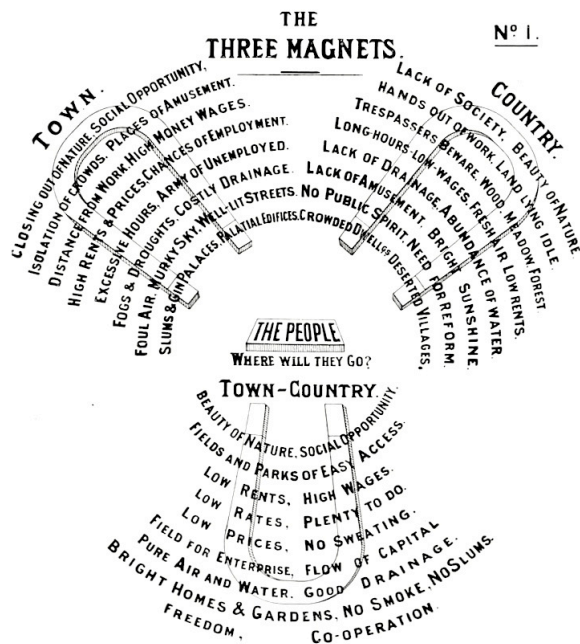 THE
THREE MAGNETS.
Nº 1.
TOWN.
CLOSING OUT OF NATURE. SOCIAL OPPORTUNITY.
ISOLATION OF CROWDS. PLACES OF AMUSEMENT.
DISTANCE FROM WORK. HIGH MONEY WAGES.
HIGH RENTS & PRICES. CHANCES OF EMPLOYMENT.
EXCESSIVE HOURS. ARMY OF UNEMPLOYED.
FOGS & DROUGHTS. COSTLY DRAINAGE.
FOUL AIR. MURKY SKY. WELL-LIT STREETS.
SLUMS & GIN PALACES. PALATIAL EDIFICES.
COUNTRY.
LACK OF SOCIETY. BEAUTY OF NATURE.
HANDS OUT OF WORK. LAND LYING IDLE.
TRESPASSERS BEWARE. WOOD, MEADOW, FOREST.
LONG HOURS-LOW WAGES. FRESH AIR. LOW RENTS.
LACK OF DRAINAGE. ABUNDANCE OF WATER.
LACK OF AMUSEMENT. BRIGHT SUNSHINE.
NO PUBLIC SPIRIT. NEED FOR REFORM.
CROWDED DWELLGS. DESERTED VILLAGES,
THE PEOPLE
WHERE WILL THEY GO?
TOWN-COUNTRY.
BEAUTY OF NATURE. SOCIAL OPPORTUNITY.
FIELDS AND PARKS OF EASY ACCESS.
LOW RENTS, HIGH WAGES.
LOW RATES, PLENTY TO DO.
LOW PRICES, NO SWEATING.
FIELD FOR ENTERPRISE, FLOW OF CAPITAL
PURE AIR AND WATER. GOOD DRAINAGE.
BRIGHT HOMES & GARDENS, NO SMOKE, NO SLUMS.
FREEDOM, CO-OPERATION.